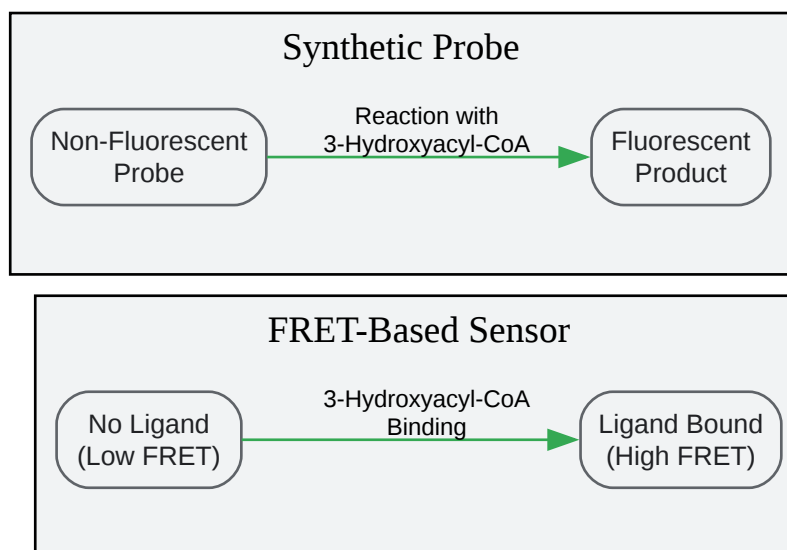 Synthetic Probe
Non-Fluorescent
Probe
Reaction with
3-Hydroxyacyl-CoA
Fluorescent
Product
FRET-Based Sensor
No Ligand
(Low FRET)
3-Hydroxyacyl-CoA
Binding
Ligand Bound
(High FRET)